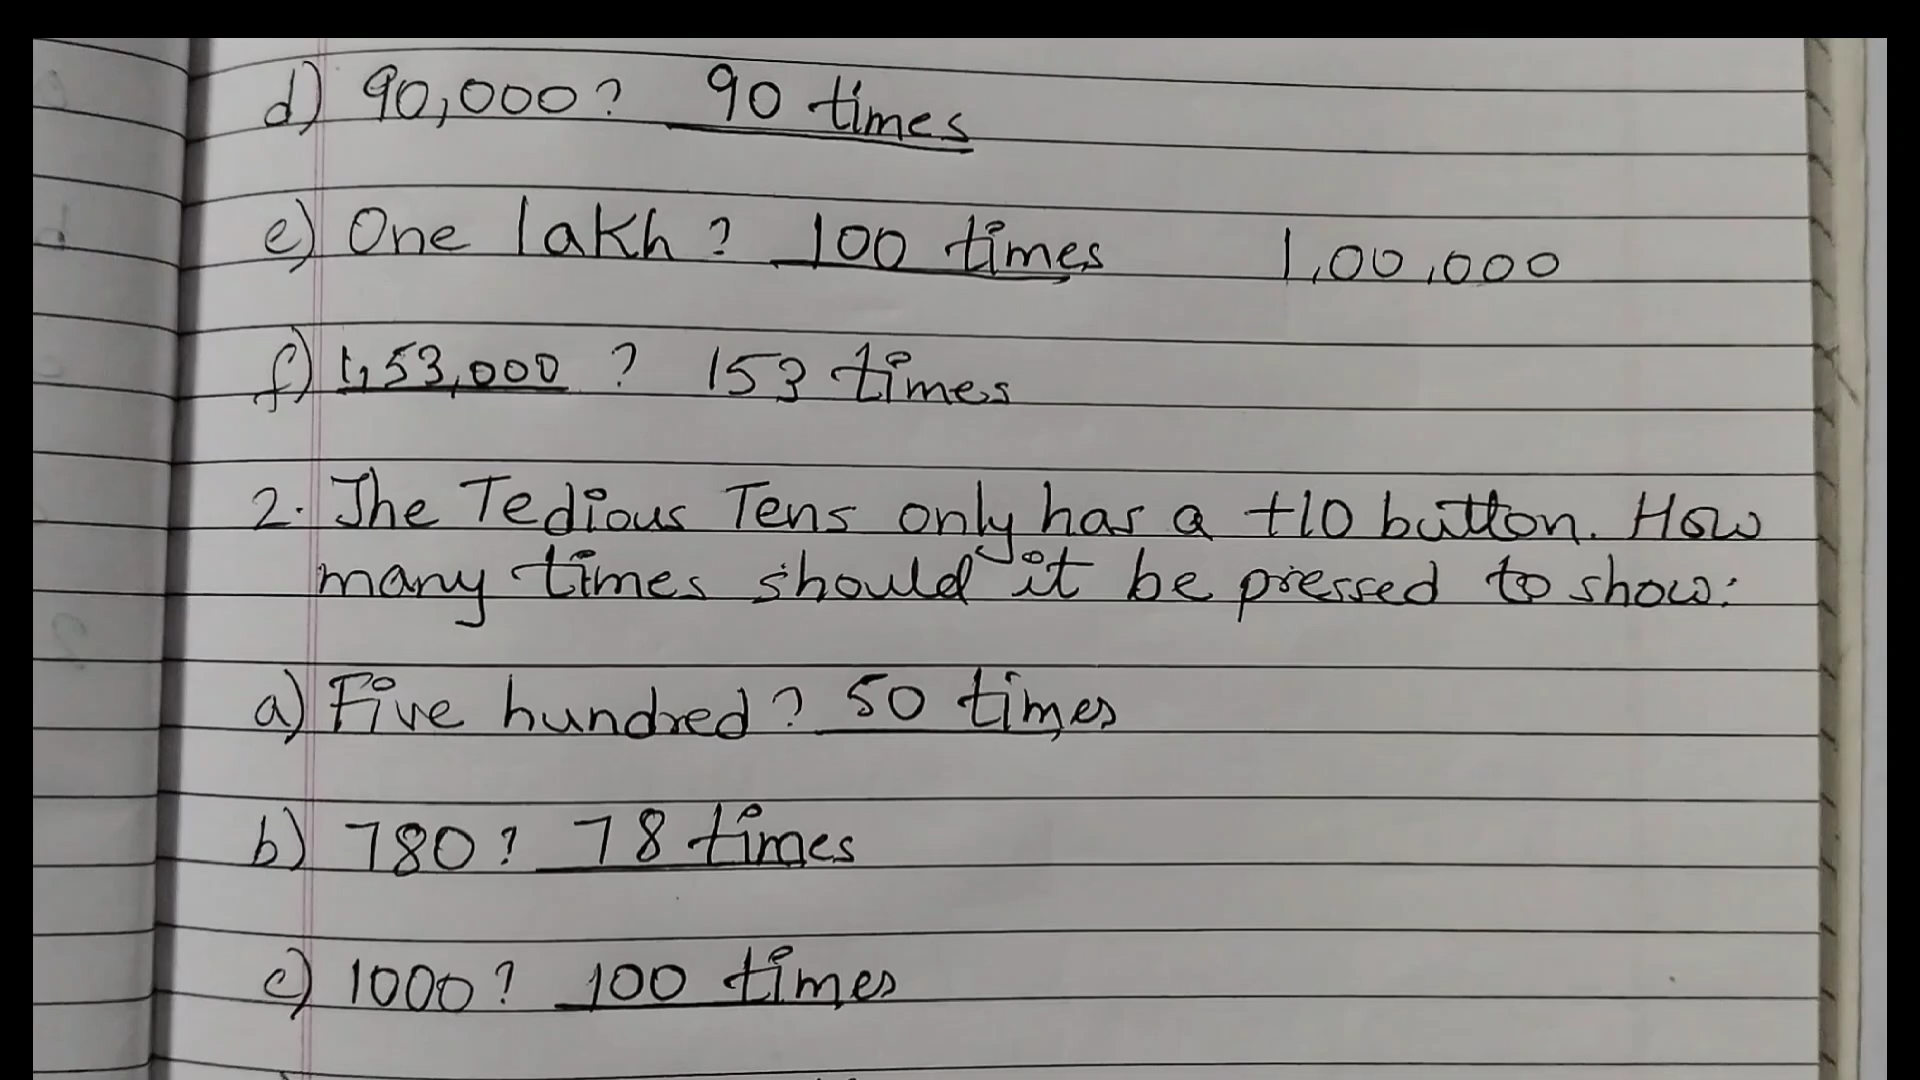 d) 90,000? 90 times
e) One lakh? 100 times 1,00,000
f) 1,53,000 ? 153 times
2. The Tedious Tens only has a +10 button. How
many times should it be pressed to show:
a) Five hundred? 50 times
b) 780? 78 times
c) 1000? 100 times